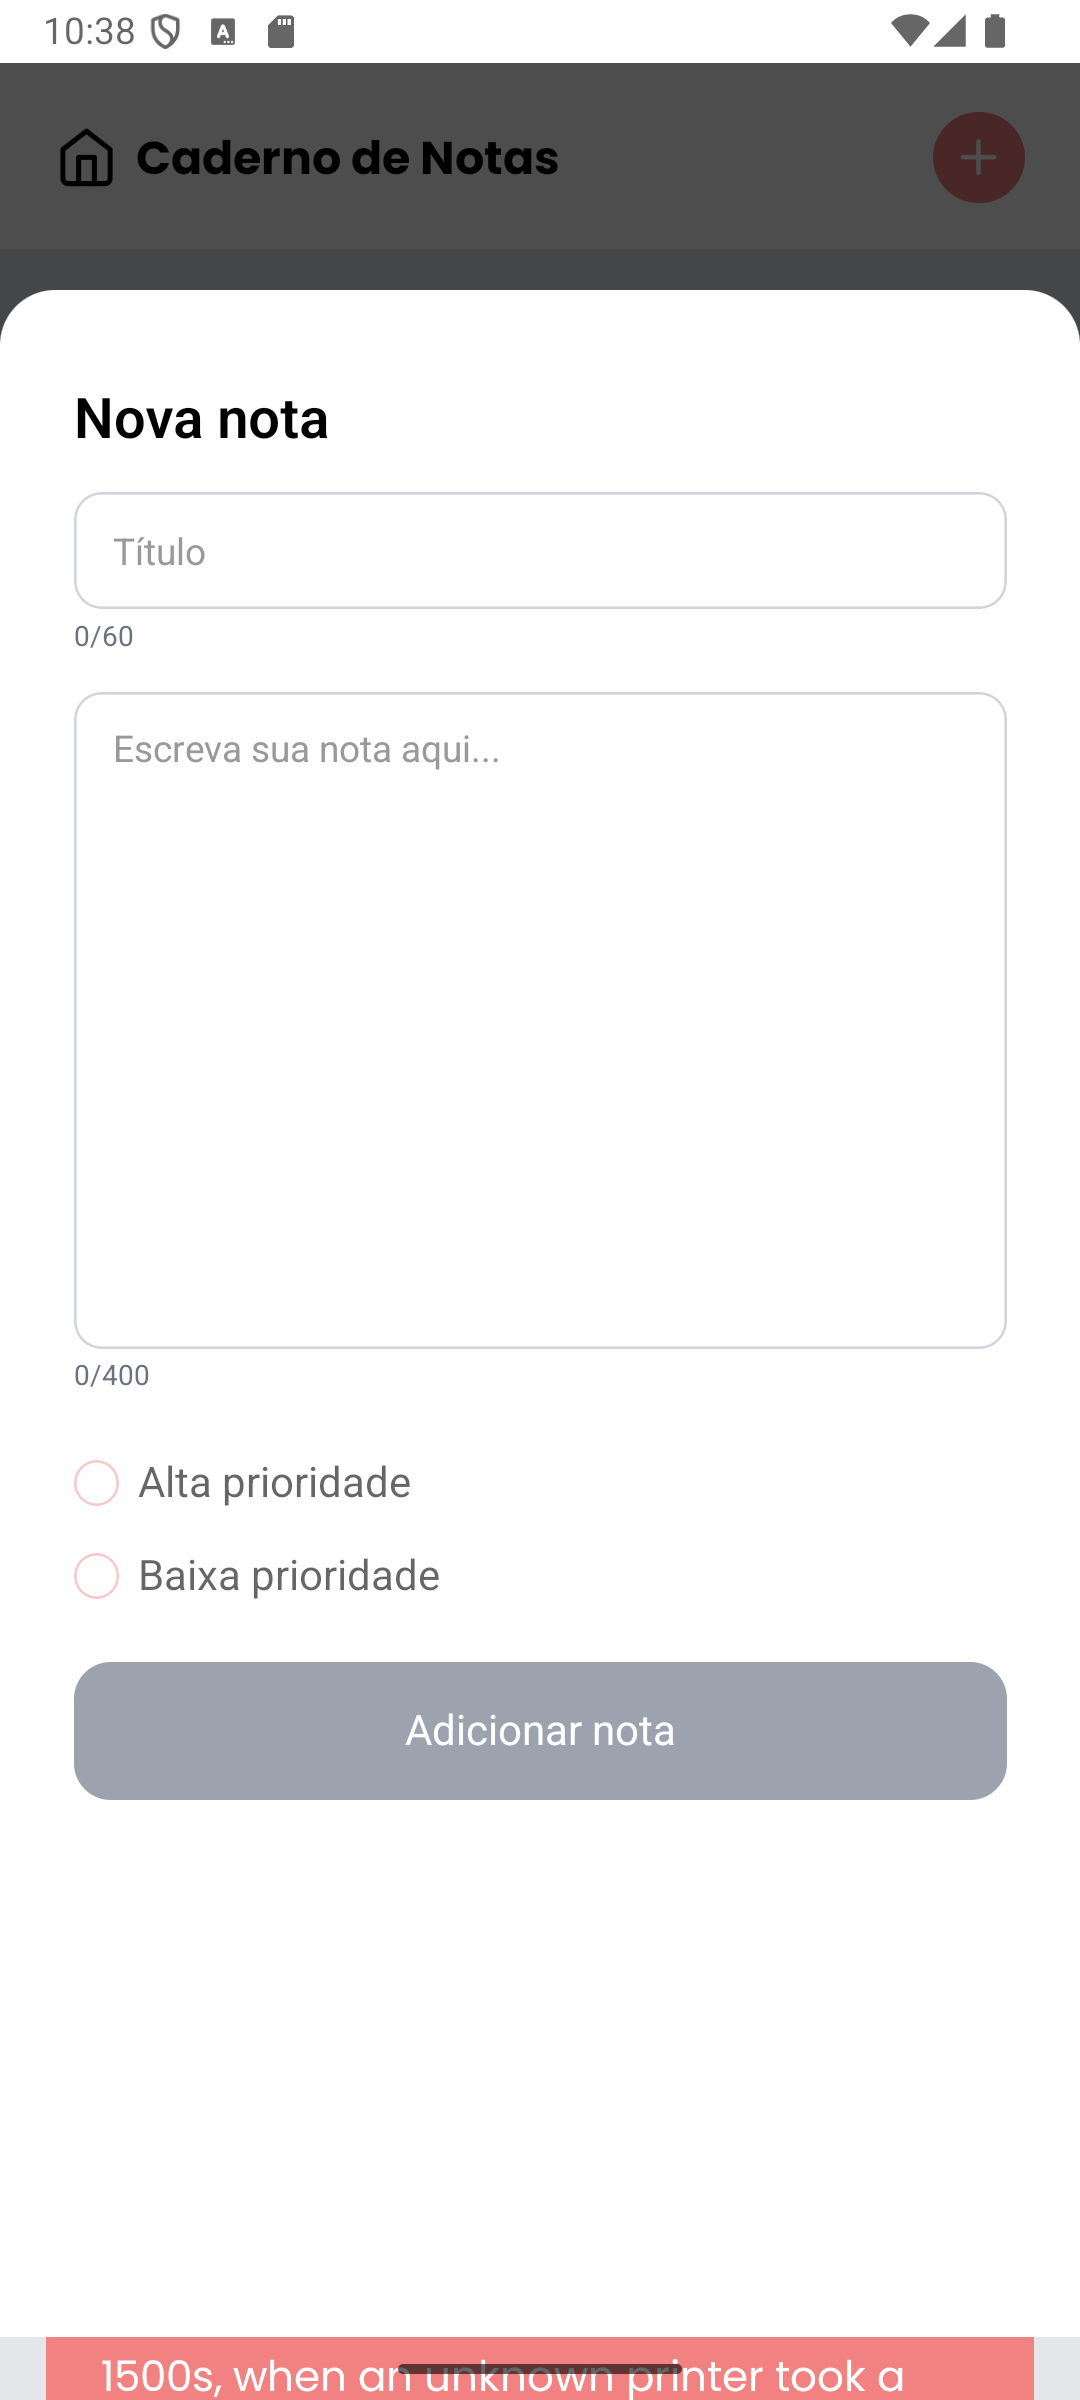 10:38
Caderno de Notas
Nova nota
Título
0/60
Escreva sua nota aqui...
0/400
Alta prioridade
Baixa prioridade
Adicionar nota
1500s, when an unknown printer took a